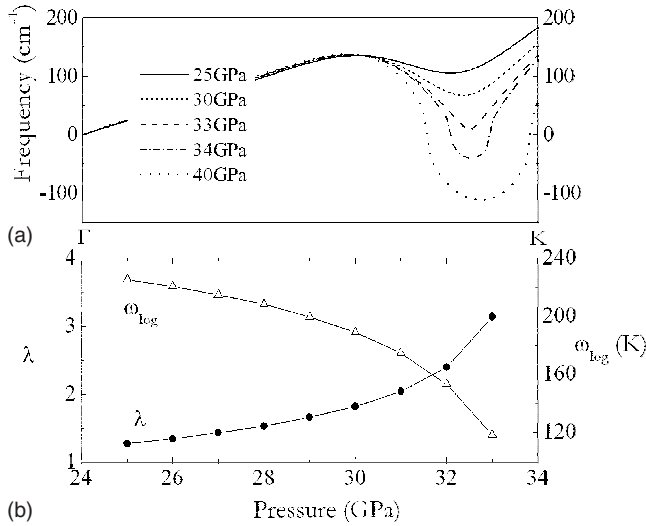 (a)
Frequency (cm⁻¹)
200
100
0
-100
200
100
0
-100
25GPa
30GPa
33GPa
34GPa
40GPa
Γ
K
(b)
λ
4
3
2
1
ω_log
λ
240
200
160
120
ω_log (K)
24
26
28
30
32
34
Pressure (GPa)